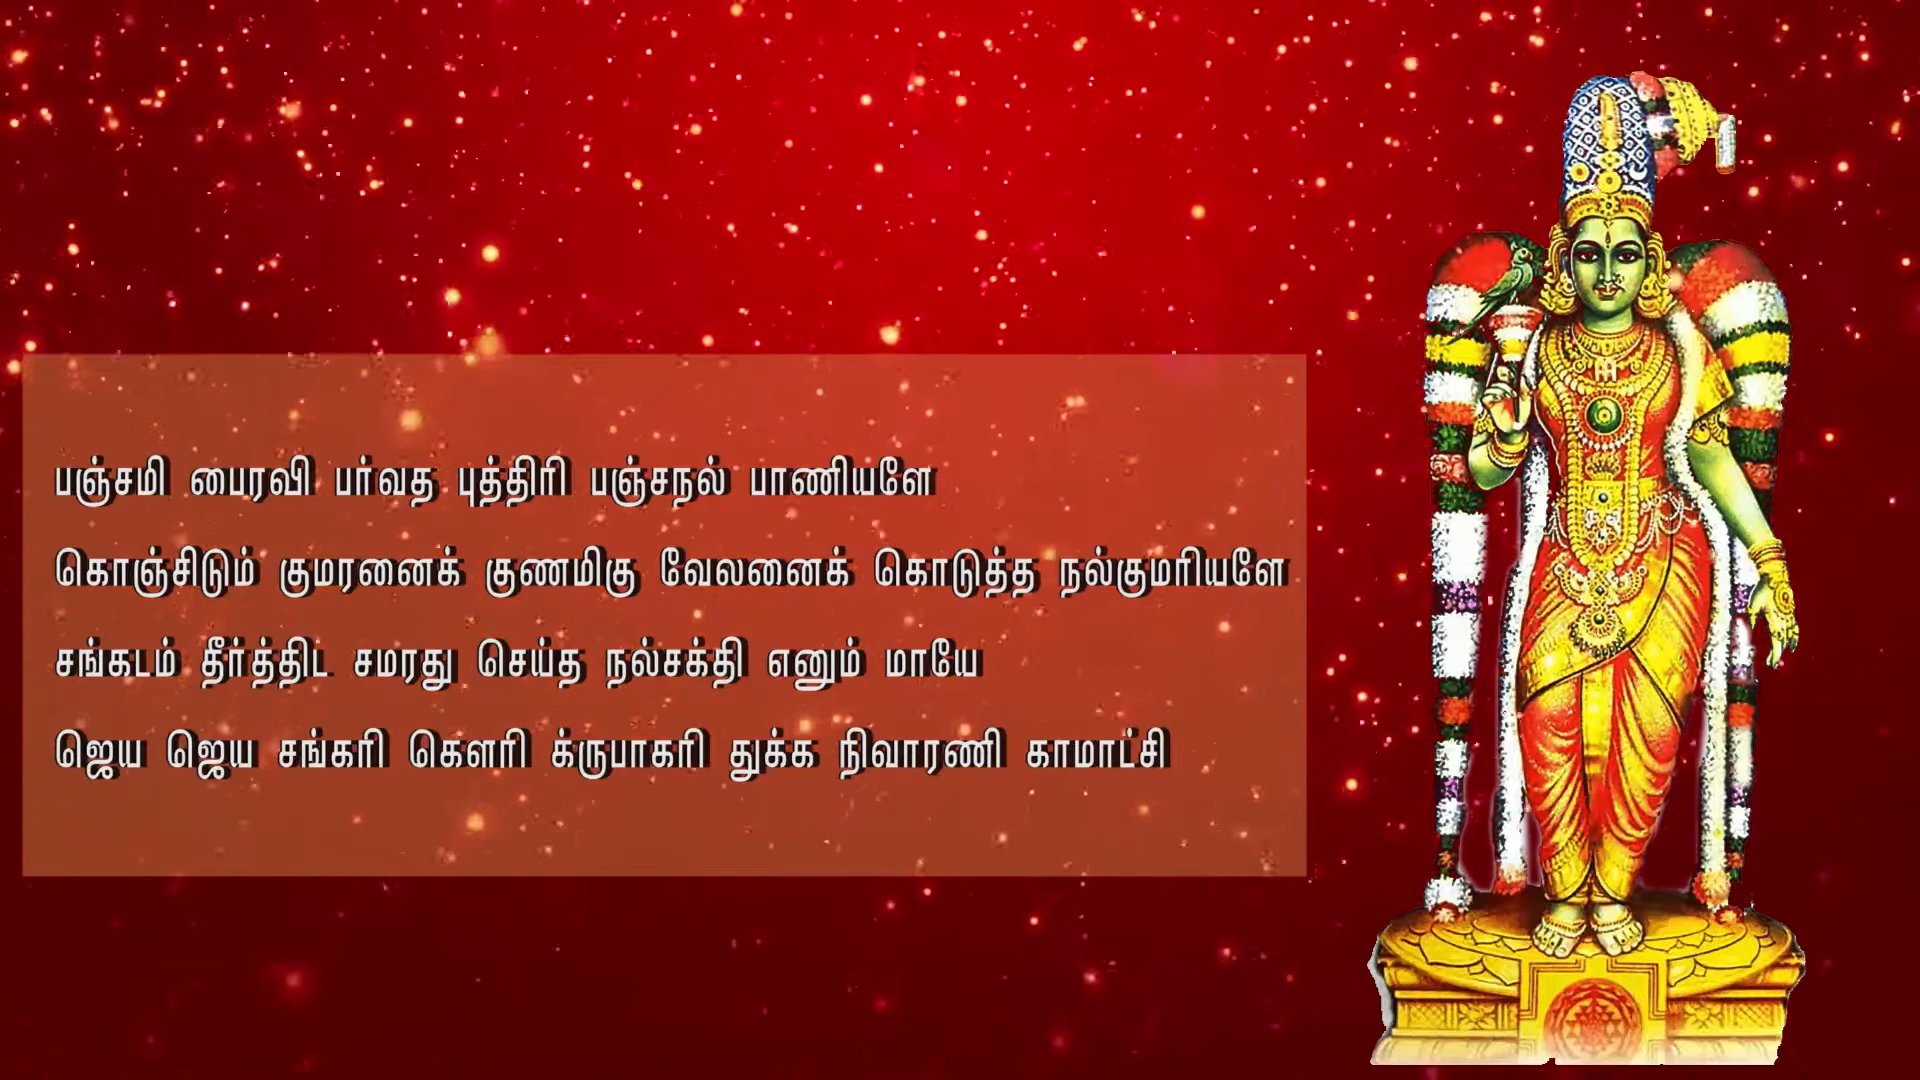 பஞ்சமி பைரவி பர்வத புத்திரி பஞ்சநல் பாணியளே
கொஞ்சிடும் குமரனைக் குணமிகு வேலனைக் கொடுத்த நல்குமரியளே
சங்கடம் தீர்த்திட சமரது செய்த நல்சக்தி எனும் மாயே
ஜெய ஜெய சங்கரி கௌரி க்ருபாகரி துக்க நிவாரணி காமாட்சி